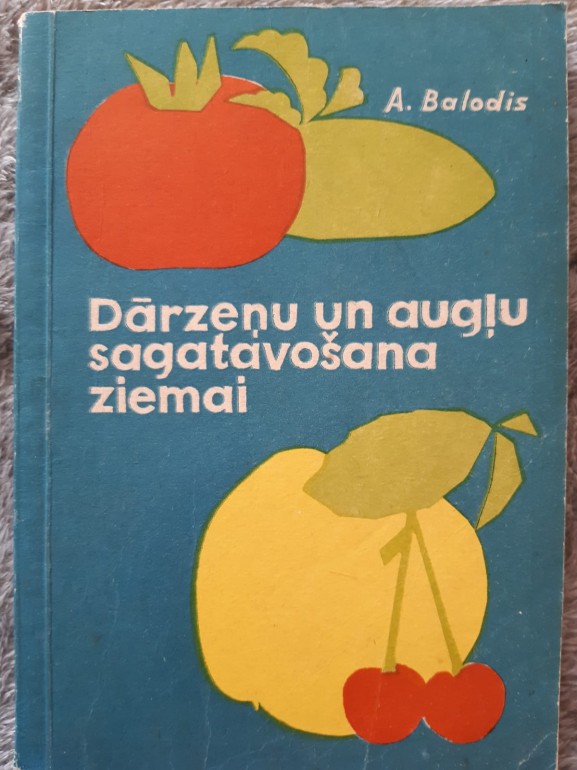 A. Balodis
Dārzeņu un augļu
sagatavošana
ziemai